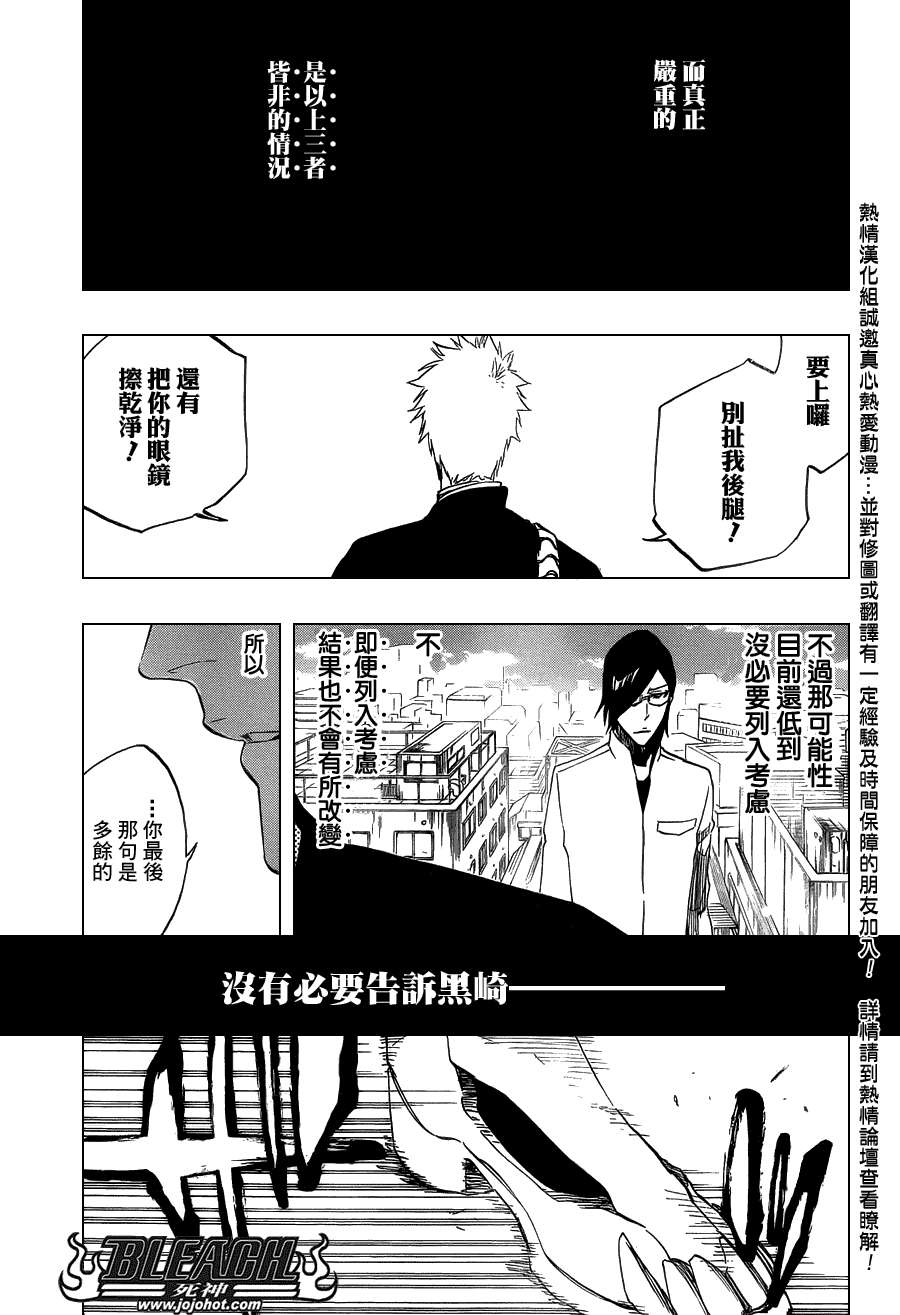 而真正
嚴重的
是以上三者
皆非的情況
要上囉
別扯我後腿！
還有
把你的眼鏡
擦乾淨！
不過那可能性
目前還低到
沒必要列入考慮
不
即便列入考慮
結果也不會有所改變
所以
…你最後
那句是
多餘的
沒有必要告訴黑崎————
熱情漢化組誠邀真心熱愛動漫…並對修圖或翻譯有一定經驗及時間保障的朋友加入！ 詳情請到熱情論壇查看瞭解！
BLEACH
死神
www.jojohot.com